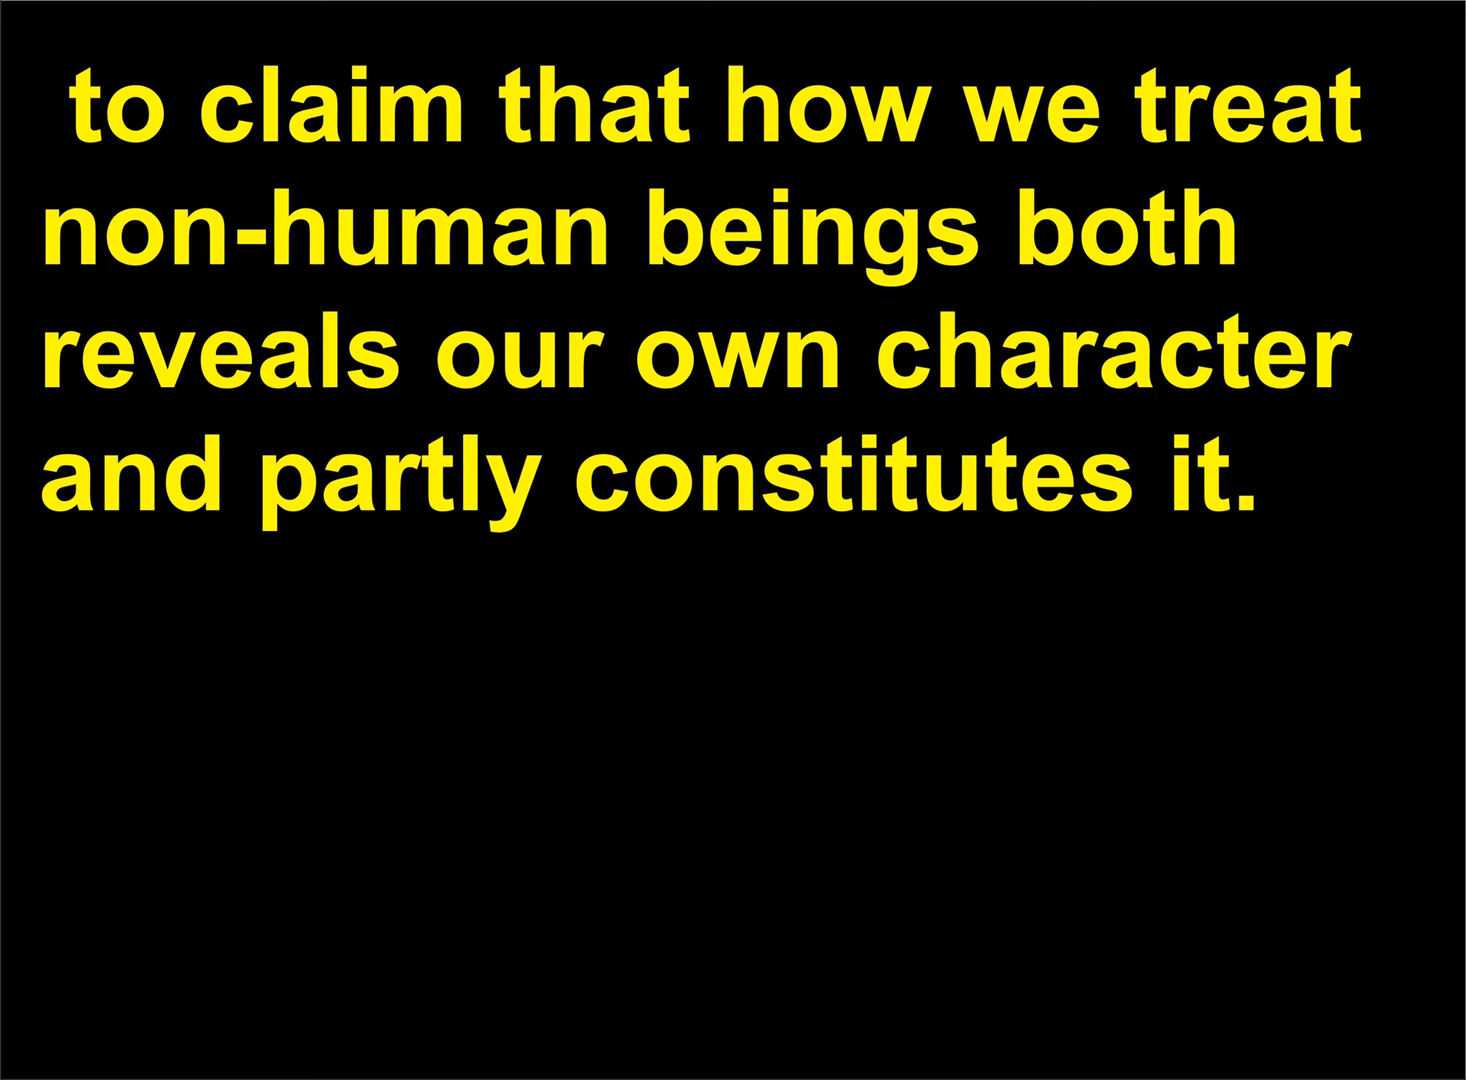 to claim that how we treat
non-human beings both
reveals our own character
and partly constitutes it.